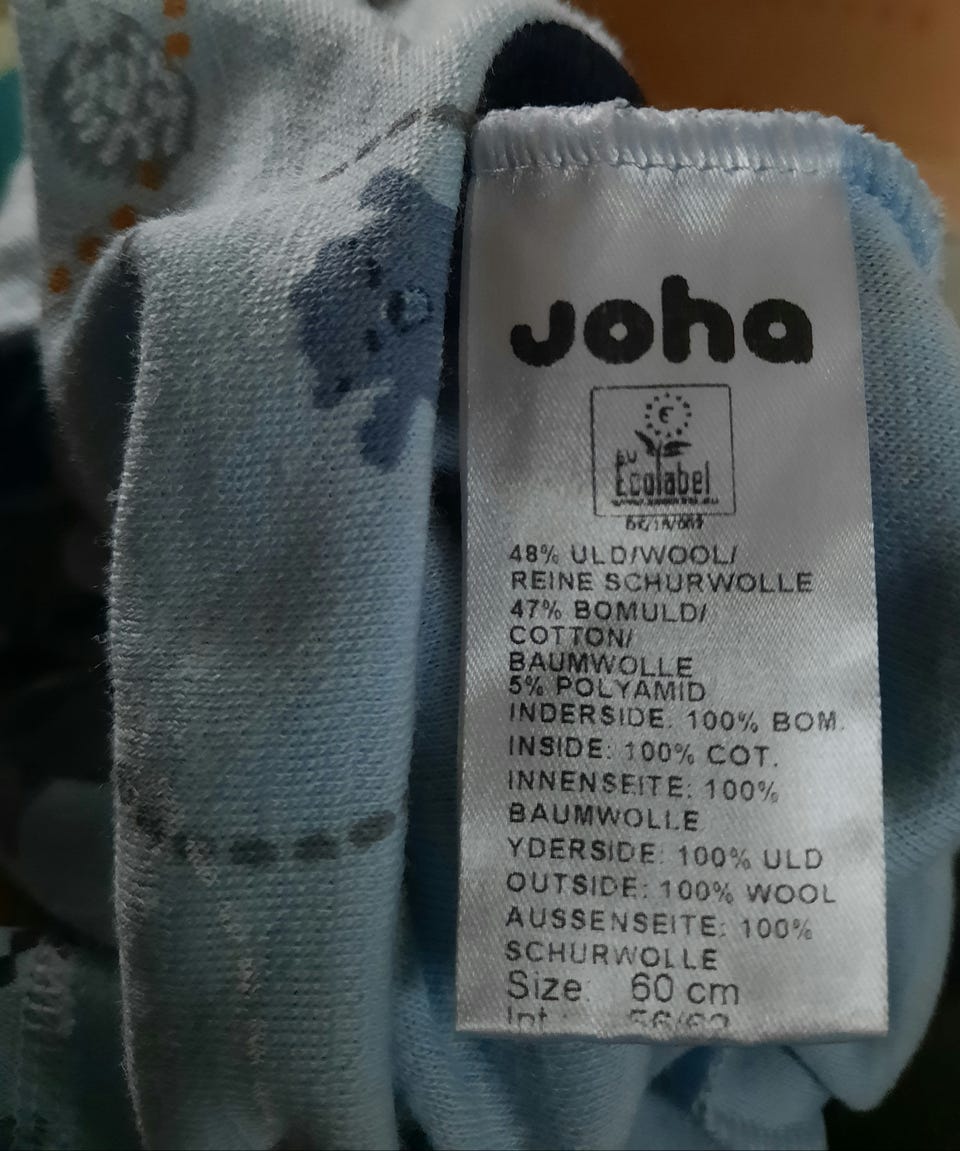 Joha
EU
Ecolabel
48% ULD/WOOL/
REINE SCHURWOLLE
47% BOMULD/
COTTON/
BAUMWOLLE
5% POLYAMID
INDERSIDE: 100% BOM.
INSIDE: 100% COT.
INNENSEITE: 100%
BAUMWOLLE
YDERSIDE: 100% ULD
OUTSIDE: 100% WOOL
AUSSENSEITE: 100%
SCHURWOLLE
Size: 60 cm